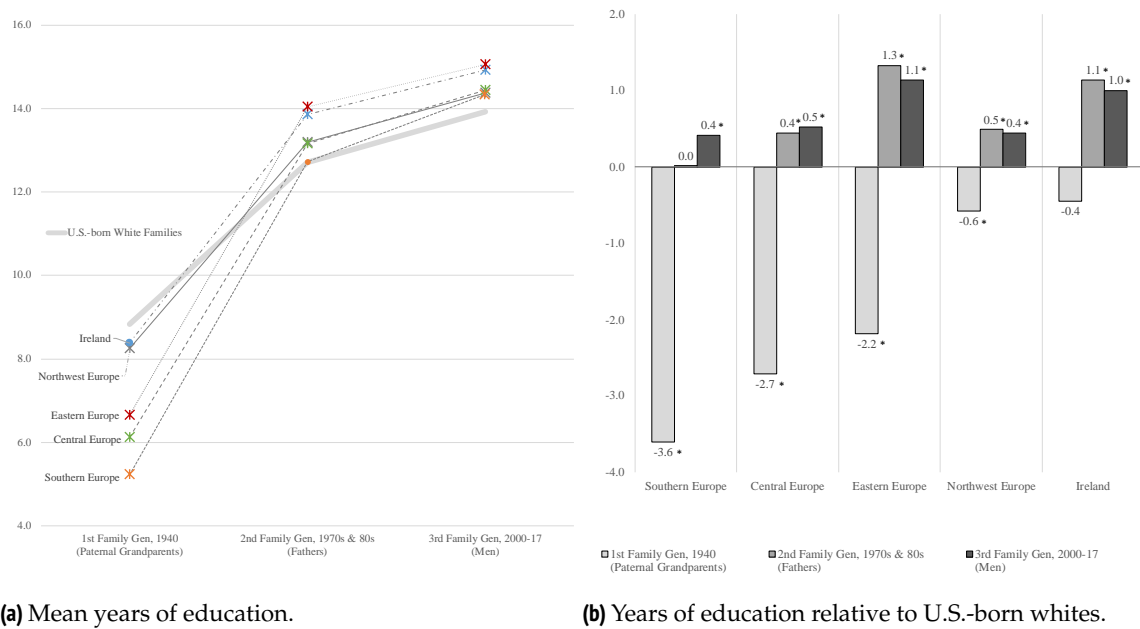 16.0
14.0
12.0
10.0
8.0
6.0
4.0
U.S.-born White Families
Ireland
Northwest Europe
Eastern Europe
Central Europe
Southern Europe
1st Family Gen, 1940
(Paternal Grandparents)
2nd Family Gen, 1970s & 80s
(Fathers)
3rd Family Gen, 2000-17
(Men)
(a) Mean years of education.
2.0
1.0
0.0
-1.0
-2.0
-3.0
-4.0
-3.6 *
0.0
0.4 *
-2.7 *
0.4 *
0.5 *
-2.2 *
1.3 *
1.1 *
-0.6 *
0.5 *
0.4 *
-0.4
1.1 *
1.0 *
Southern Europe
Central Europe
Eastern Europe
Northwest Europe
Ireland
1st Family Gen, 1940
(Paternal Grandparents)
2nd Family Gen, 1970s & 80s
(Fathers)
3rd Family Gen, 2000-17
(Men)
(b) Years of education relative to U.S.-born whites.